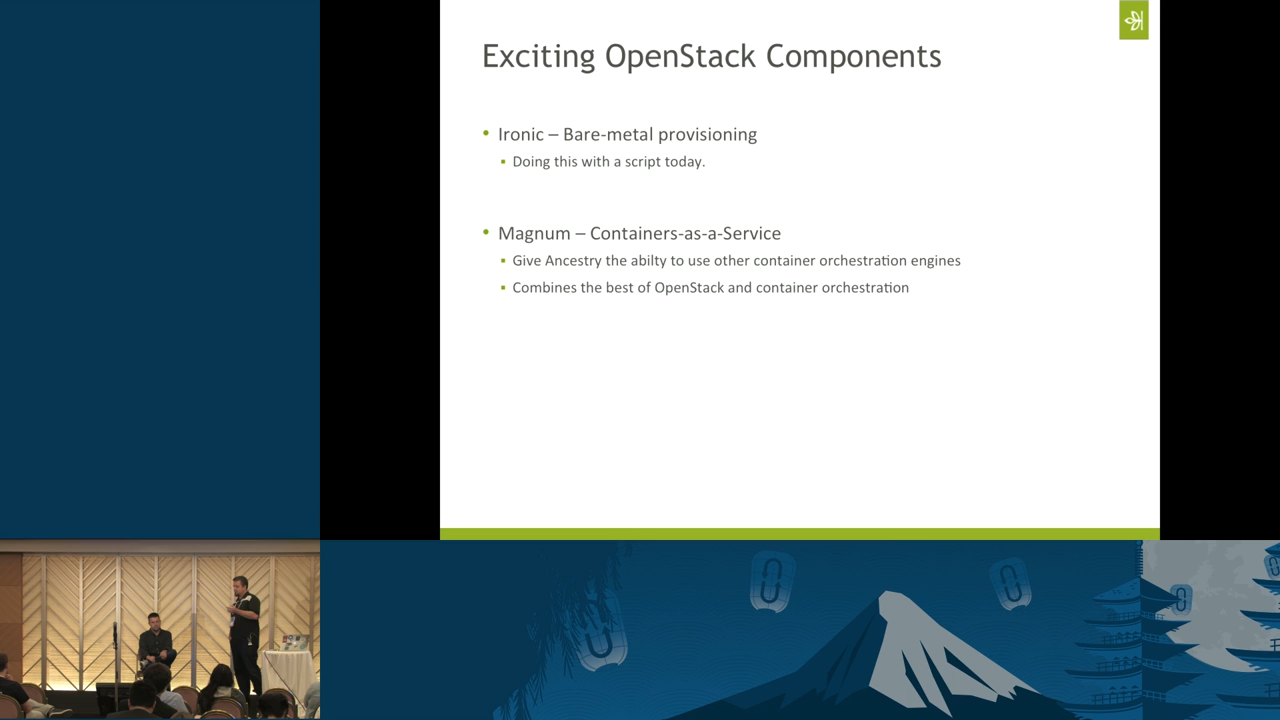 Exciting OpenStack Components
• Ironic – Bare-metal provisioning
▪ Doing this with a script today.
• Magnum – Containers-as-a-Service
▪ Give Ancestry the abilty to use other container orchestration engines
▪ Combines the best of OpenStack and container orchestration